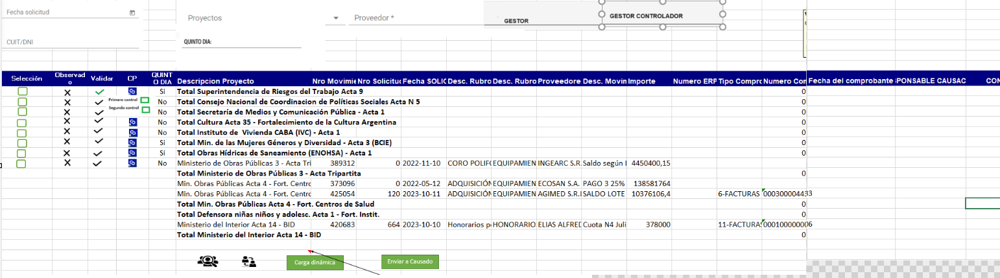 Fecha solicitud
Proyectos
Proveedor *
GESTOR
GESTOR CONTROLADOR
CUIT/DNI
QUINTO DIA:
Selección Observado Validar CP QUINTO DIA Descripcion Proyecto Nro Movimie Nro Solicitud Fecha SOLIC Desc. Rubro Desc. Rubro Proveedore Desc. Movin Importe Numero ERP Tipo Compro Numero Con Fecha del comprobante PONSABLE CAUSAC CON
Si Total Superintendencia de Riesgos del Trabajo Acta 9 0
Primero control
No Total Consejo Nacional de Coordinacion de Políticas Sociales Acta N 5 0
Segundo control
No Total Secretaría de Medios y Comunicación Pública - Acta 1 0
No Total Cultura Acta 35 - Fortalecimiento de la Cultura Argentina 0
No Total Instituto de Vivienda CABA (IVC) - Acta 1 0
Si Total Min. de las Mujeres Géneros y Diversidad - Acta 3 (BCIE) 0
Si Total Obras Hídricas de Saneamiento (ENOHSA) - Acta 1 0
No Ministerio de Obras Públicas 3 - Acta Tri 389312 0 2022-11-10 CORO POLIF EQUIPAMIEN INGEARC S.R. Saldo según 4450400,15
Total Ministerio de Obras Públicas 3 - Acta Tripartita 0
Min. Obras Públicas Acta 4 - Fort. Centro 373096 0 2022-05-12 ADQUISICIÓN EQUIPAMIEN ECOSAN S.A. PAGO 3 25% 138581764
Min. Obras Públicas Acta 4 - Fort. Centro 425054 120 2023-10-11 ADQUISICIÓN EQUIPAMIEN AGIMED S.R. SALDO LOTE 10376106,4 6-FACTURAS 000300004433
Total Min. Obras Públicas Acta 4 - Fort. Centros de Salud 0
Total Defensora niñas niños y adolesc. Acta 1 - Fort. Instit. 0
Ministerio del Interior Acta 14 - BID 420683 664 2023-10-10 Honorarios p HONORARIO ELIAS ALFRED Cuota N4 Juli 378000 11-FACTURA 000100000006
Total Ministerio del Interior Acta 14 - BID 0
Carga dinámica
Enviar a Causado